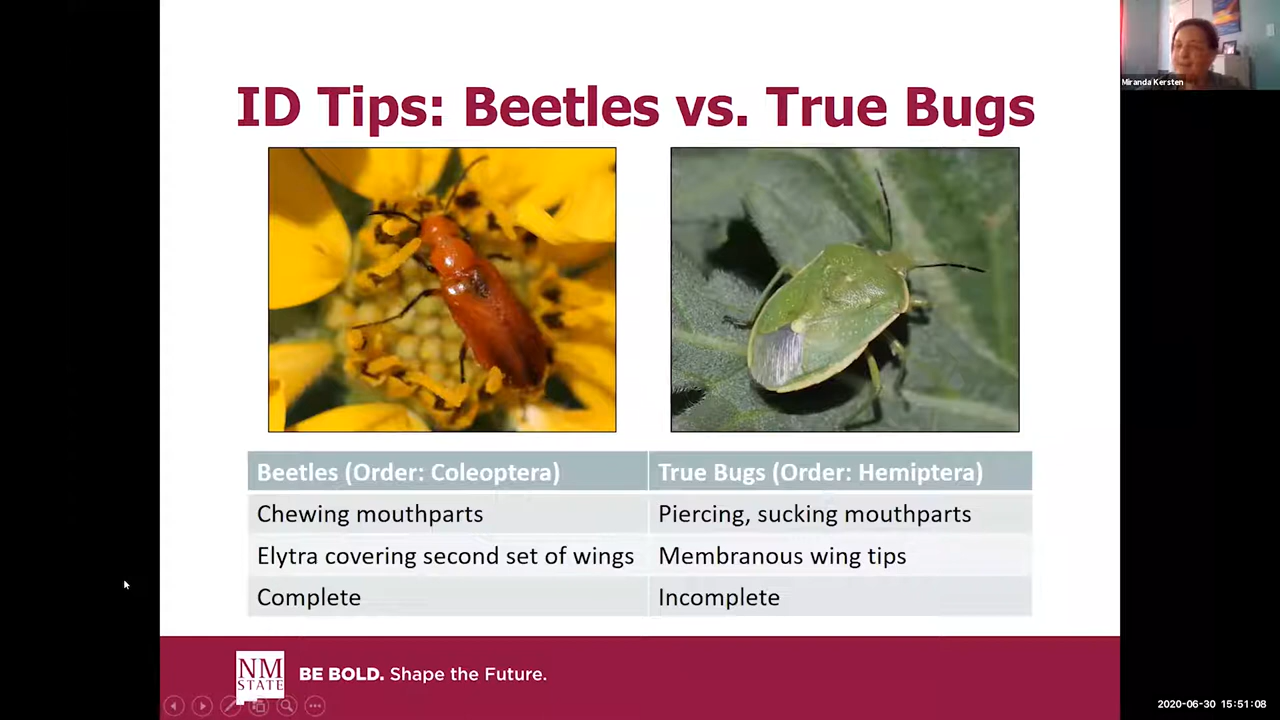 Miranda Kersten
ID Tips: Beetles vs. True Bugs
Beetles (Order: Coleoptera)
True Bugs (Order: Hemiptera)
Chewing mouthparts
Piercing, sucking mouthparts
Elytra covering second set of wings
Membranous wing tips
Complete
Incomplete
NM
STATE
BE BOLD. Shape the Future.
2020-06-30 15:51:08